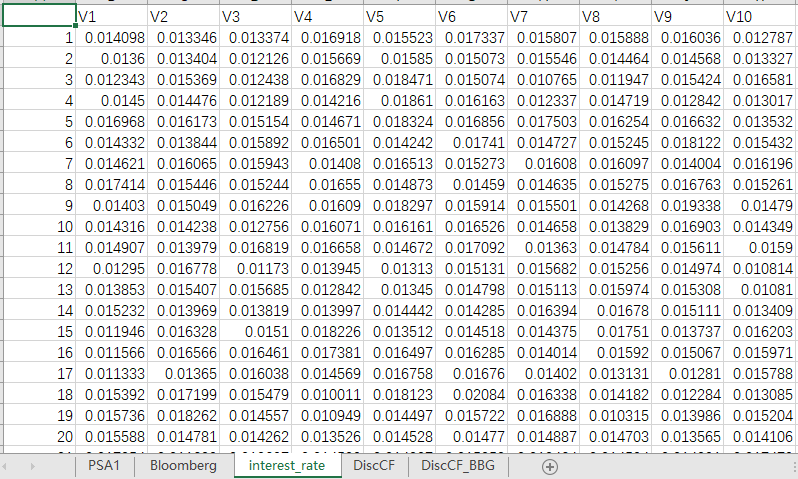 V1 V2 V3 V4 V5 V6 V7 V8 V9 V10
1 0.014098 0.013346 0.013374 0.016918 0.015523 0.017337 0.015807 0.015888 0.016036 0.012787
2 0.0136 0.013404 0.012126 0.015669 0.01585 0.015073 0.015546 0.014464 0.014568 0.013327
3 0.012343 0.015369 0.012438 0.016829 0.018471 0.015074 0.010765 0.011947 0.015424 0.016581
4 0.0145 0.014476 0.012189 0.014216 0.01861 0.016163 0.012337 0.014719 0.012842 0.013017
5 0.016968 0.016173 0.015154 0.014671 0.018324 0.016856 0.017503 0.016254 0.016632 0.013532
6 0.014332 0.013844 0.015892 0.016501 0.014242 0.01741 0.014727 0.015245 0.018122 0.015432
7 0.014621 0.016065 0.015943 0.01408 0.016513 0.015273 0.01608 0.016097 0.014004 0.016196
8 0.017414 0.015446 0.015244 0.01655 0.014873 0.01459 0.014635 0.015275 0.016763 0.015261
9 0.01403 0.015049 0.016226 0.01609 0.018297 0.015914 0.015501 0.014268 0.019338 0.01479
10 0.014316 0.014238 0.012756 0.016071 0.016161 0.016526 0.014658 0.013829 0.016903 0.014349
11 0.014907 0.013979 0.016819 0.016658 0.014672 0.017092 0.01363 0.014784 0.015611 0.0159
12 0.01295 0.016778 0.01173 0.013945 0.01313 0.015131 0.015682 0.015256 0.014974 0.010814
13 0.013853 0.015407 0.015685 0.012842 0.01345 0.014798 0.015113 0.015974 0.015308 0.01081
14 0.015232 0.013969 0.013819 0.013997 0.014442 0.014285 0.016394 0.01678 0.015111 0.013409
15 0.011946 0.016328 0.0151 0.018226 0.013512 0.014518 0.014375 0.01751 0.013737 0.016203
16 0.011566 0.016566 0.016461 0.017381 0.016497 0.016285 0.014014 0.01592 0.015067 0.015971
17 0.011333 0.01365 0.016038 0.014569 0.016758 0.01676 0.01402 0.013131 0.01281 0.015788
18 0.015392 0.017199 0.015479 0.010011 0.018123 0.02084 0.016338 0.014182 0.012284 0.013085
19 0.015736 0.018262 0.014557 0.010949 0.014497 0.015722 0.016888 0.010315 0.013986 0.015204
20 0.015588 0.014781 0.014262 0.013526 0.014528 0.01477 0.014887 0.014703 0.013565 0.014106
PSA1 Bloomberg interest_rate DiscCF DiscCF_BBG